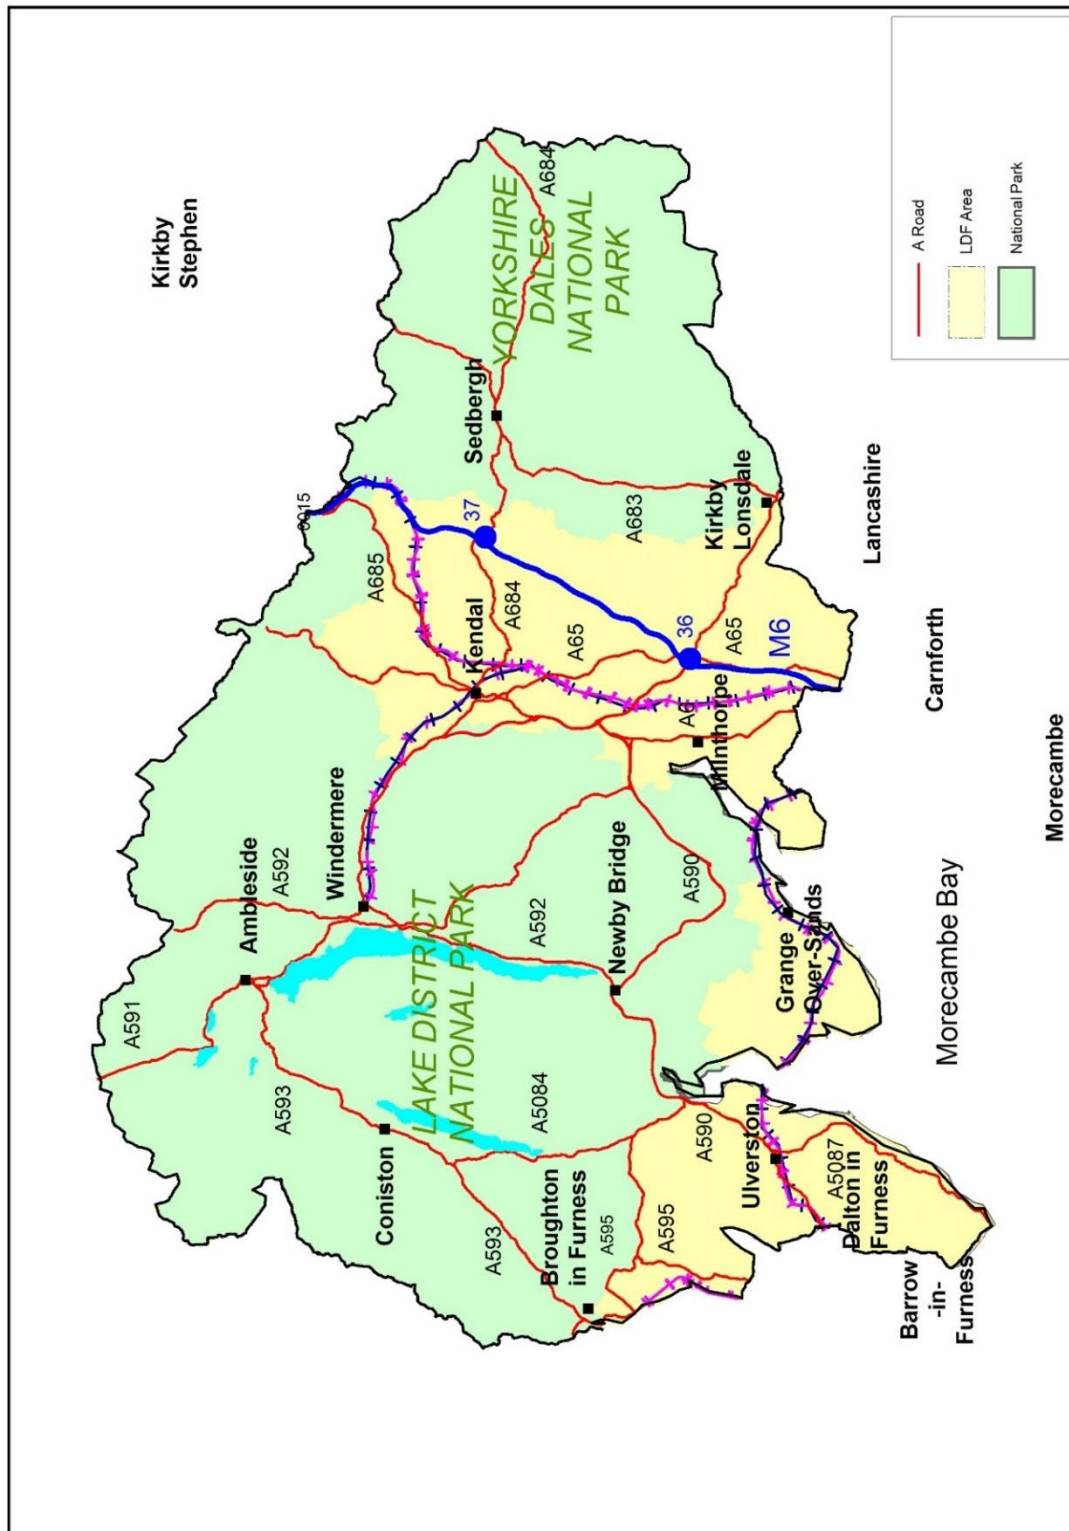 Kirkby
Stephen
A684
YORKSHIRE
DALES
NATIONAL
PARK
Sedbergh
37
A683
Kirkby
Lonsdale
Lancashire
A685
A684
Kendal
A65
36
A65
M6
Carnforth
A6
Milnthorpe
Morecambe
A592
Ambleside
Windermere
LAKE DISTRICT
NATIONAL PARK
A592
Newby Bridge
A590
Grange
Over-Sands
Morecambe Bay
A591
A593
Coniston
A5084
A590
Ulverston
A5087
Dalton in
Furness
A593
Broughton
in Furness
A595
A595
Barrow
-in-
Furness
A Road
LDF Area
National Park